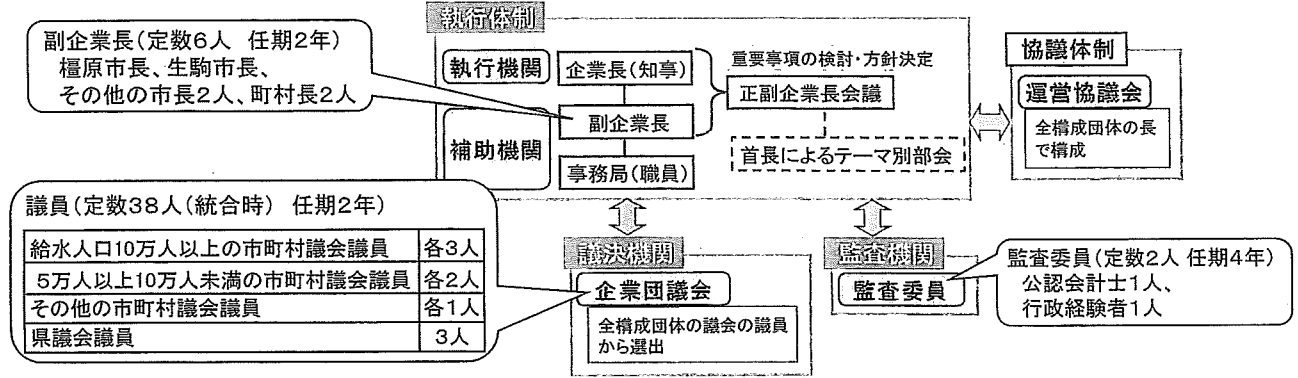 執行体制
副企業長(定数6人 任期2年)
橿原市長、生駒市長、
その他の市長2人、町村長2人
執行機関
企業長(知事)
重要事項の検討・方針決定
正副企業長会議
補助機関
副企業長
首長によるテーマ別部会
事務局(職員)
協議体制
運営協議会
全構成団体の長
で構成
議員(定数38人(統合時) 任期2年)
給水人口10万人以上の市町村議会議員 各3人
5万人以上10万人未満の市町村議会議員 各2人
その他の市町村議会議員 各1人
県議会議員 3人
議決機関
企業団議会
全構成団体の議会の議員
から選出
監査機関
監査委員
監査委員(定数2人 任期4年)
公認会計士1人、
行政経験者1人